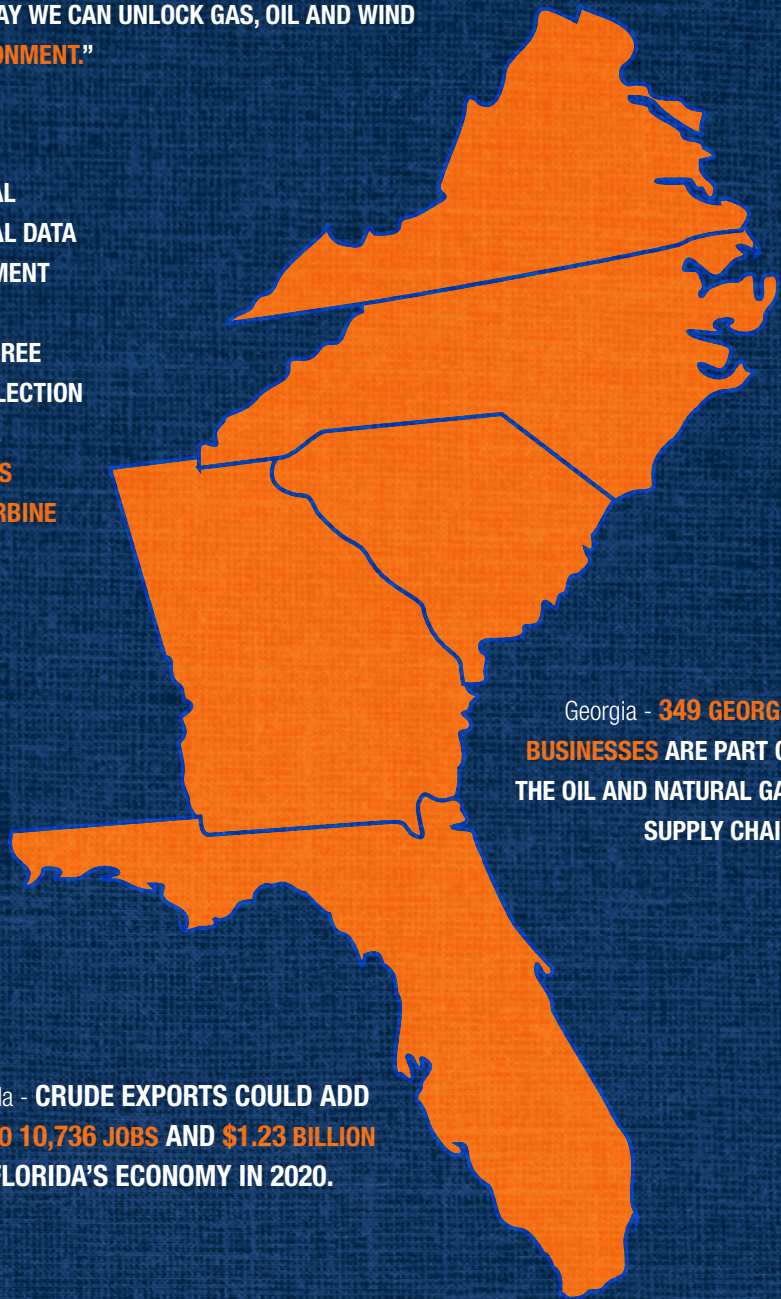 AY WE CAN UNLOCK GAS, OIL AND WIND
ONMENT.”
AL
AL DATA
MENT
REE
LECTION
S
RBINE
Georgia - 349 GEORG
BUSINESSES ARE PART O
THE OIL AND NATURAL GA
SUPPLY CHAI
da - CRUDE EXPORTS COULD ADD
O 10,736 JOBS AND $1.23 BILLION
FLORIDA’S ECONOMY IN 2020.